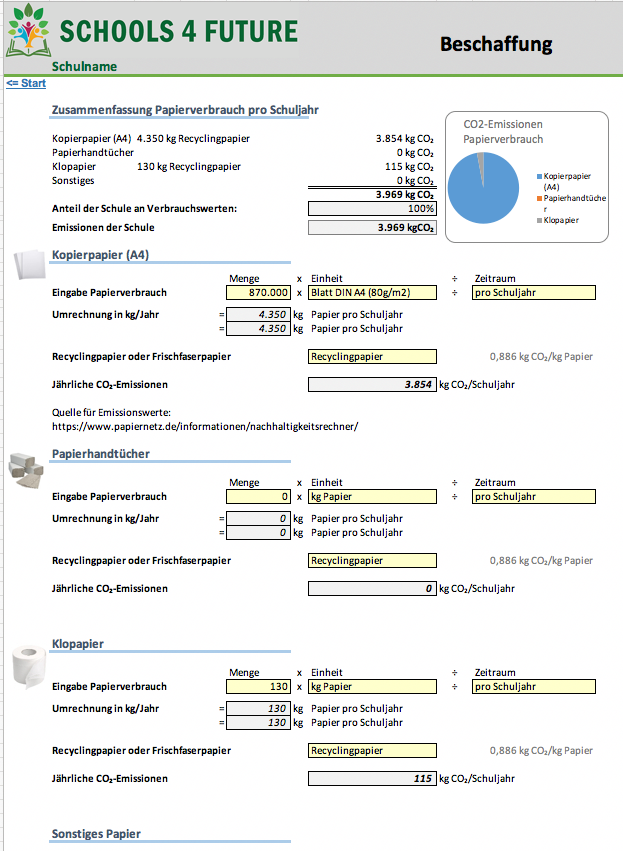 SCHOOLS 4 FUTURE
Beschaffung
Schulname
<= Start
Zusammenfassung Papierverbrauch pro Schuljahr
Kopierpapier (A4) 4.350 kg Recyclingpapier 3.854 kg CO₂
Papierhandtücher 0 kg CO₂
Klopapier 130 kg Recyclingpapier 115 kg CO₂
Sonstiges 0 kg CO₂
3.969 kg CO₂
Anteil der Schule an Verbrauchswerten: 100%
Emissionen der Schule 3.969 kgCO₂
CO2-Emissionen
Papierverbrauch
Kopierpapier
(A4)
Papierhandtüche
r
Klopapier
Kopierpapier (A4)
Menge x Einheit ÷ Zeitraum
Eingabe Papierverbrauch 870.000 x Blatt DIN A4 (80g/m2) ÷ pro Schuljahr
Umrechnung in kg/Jahr = 4.350 kg Papier pro Schuljahr
= 4.350 kg Papier pro Schuljahr
Recyclingpapier oder Frischfaserpapier Recyclingpapier 0,886 kg CO₂/kg Papier
Jährliche CO₂-Emissionen 3.854 kg CO₂/Schuljahr
Quelle für Emissionswerte:
https://www.papiernetz.de/informationen/nachhaltigkeitsrechner/
Papierhandtücher
Menge x Einheit ÷ Zeitraum
Eingabe Papierverbrauch 0 x kg Papier ÷ pro Schuljahr
Umrechnung in kg/Jahr = 0 kg Papier pro Schuljahr
= 0 kg Papier pro Schuljahr
Recyclingpapier oder Frischfaserpapier Recyclingpapier 0,886 kg CO₂/kg Papier
Jährliche CO₂-Emissionen 0 kg CO₂/Schuljahr
Klopapier
Menge x Einheit ÷ Zeitraum
Eingabe Papierverbrauch 130 x kg Papier ÷ pro Schuljahr
Umrechnung in kg/Jahr = 130 kg Papier pro Schuljahr
= 130 kg Papier pro Schuljahr
Recyclingpapier oder Frischfaserpapier Recyclingpapier 0,886 kg CO₂/kg Papier
Jährliche CO₂-Emissionen 115 kg CO₂/Schuljahr
Sonstiges Papier